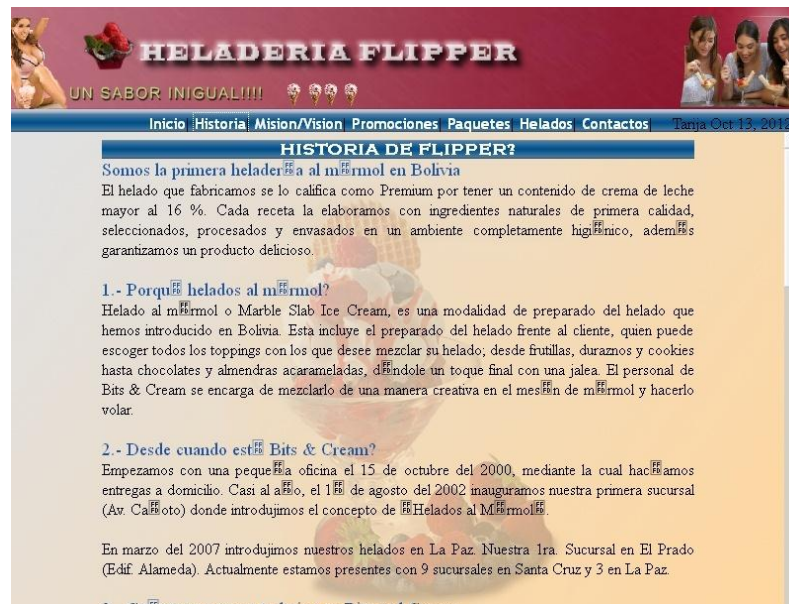 HELADERIA FLIPPER
UN SABOR INIGUAL!!!!
Inicio| Historia| Mision/Vision| Promociones| Paquetes| Helados| Contactos| Tanja Oct 13, 2012
HISTORIA DE FLIPPER?
Somos la primera helader�a al m�rmol en Bolivia
El helado que fabricamos se lo califica como Premium por tener un contenido de crema de leche
mayor al 16 %. Cada receta la elaboramos con ingredientes naturales de primera calidad,
seleccionados, procesados y envasados en un ambiente completamente higi�nico, adem�s
garantizamos un producto delicioso.
1.- Porqu� helados al m�rmol?
Helado al m�rmol o Marble Slab Ice Cream, es una modalidad de preparado del helado que
hemos introducido en Bolivia. Esta incluye el preparado del helado frente al cliente, quien puede
escoger todos los toppings con los que desee mezclar su helado; desde frutillas, duraznos y cookies
hasta chocolates y almendras acarameladas, d�ndole un toque final con una jalea. El personal de
Bits & Cream se encarga de mezclarlo de una manera creativa en el mes�n de m�rmol y hacerlo
volar.
2.- Desde cuando est� Bits & Cream?
Empezamos con una peque�a oficina el 15 de octubre del 2000, mediante la cual hac�amos
entregas a domicilio. Casi al a�o, el 1� de agosto del 2002 inauguramos nuestra primera sucursal
(Av. Ca�oto) donde introdujimos el concepto de �Helados al M�rmol�.
En marzo del 2007 introdujimos nuestros helados en La Paz. Nuestra 1ra. Sucursal en El Prado
(Edif. Alameda). Actualmente estamos presentes con 9 sucursales en Santa Cruz y 3 en La Paz.